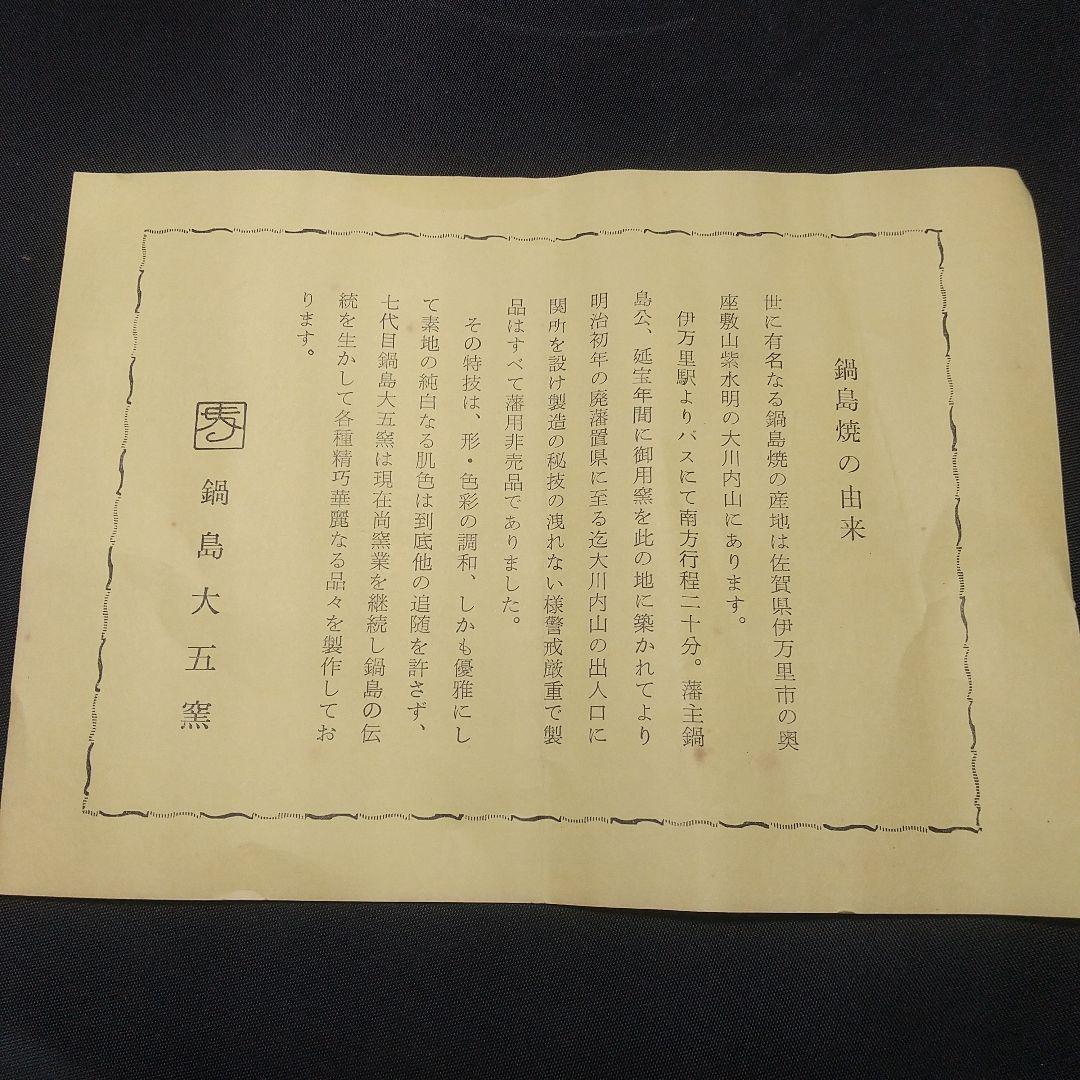 鍋島焼の由来
世に有名なる鍋島焼の産地は佐賀県伊万里市の奥
座敷山紫水明の大川内山にあります。
伊万里駅よりバスにて南方行程二十分。藩主鍋
島公、延宝年間に御用窯を此の地に築かれてより
明治初年の廃藩置県に至る迄大川内山の出人口に
関所を設け製造の秘技の洩れない様警戒厳重で製
品はすべて藩用非売品でありました。
その特技は、形・色彩の調和、しかも優雅にし
て素地の純白なる肌色は到底他の追随を許さず、
七代目鍋島大五窯は現在尚窯業を継続し鍋島の伝
統を生かして各種精巧華麗なる品々を製作してお
ります。
鍋島大五窯